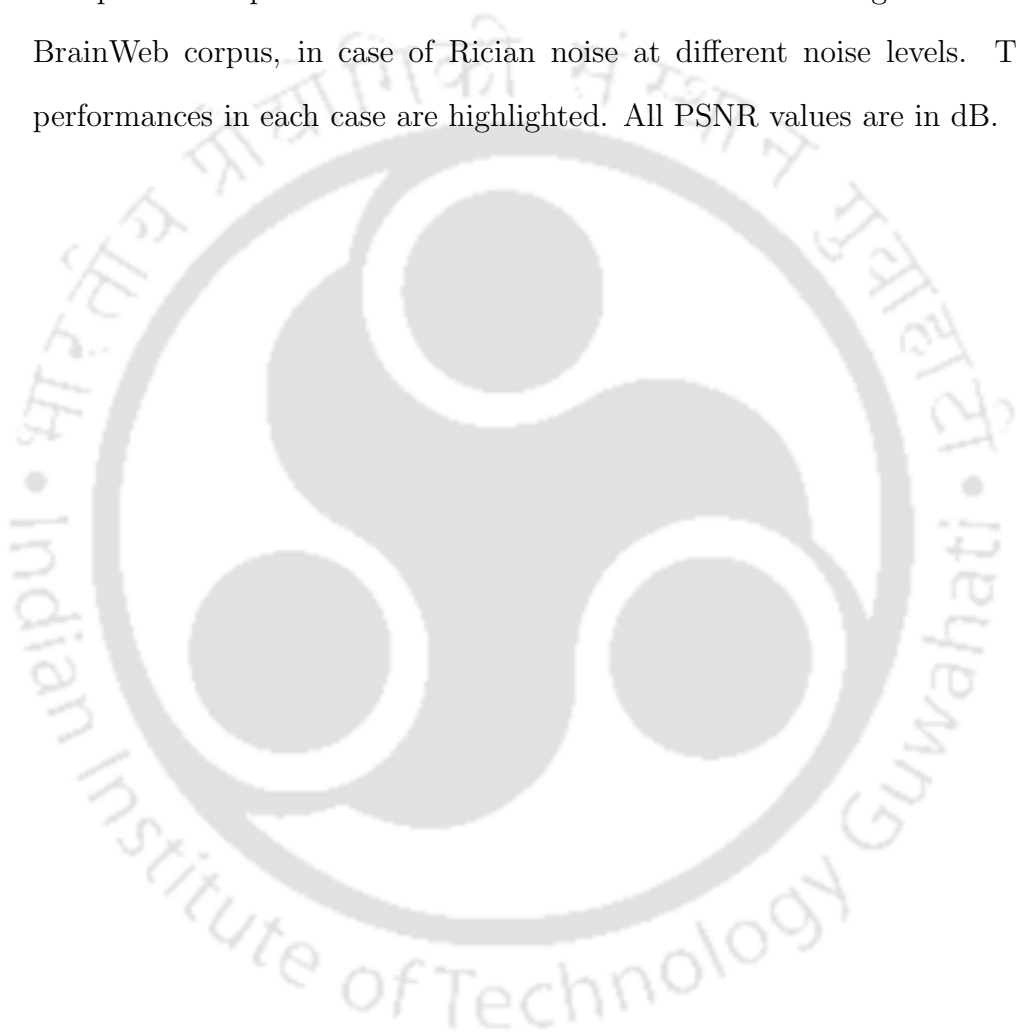 BrainWeb corpus, in case of Rician noise at different noise levels. T
performances in each case are highlighted. All PSNR values are in dB.
भारतीय प्रौद्योगिकी संस्थान गुवाहाटी
Indian Institute of Technology Guwahati